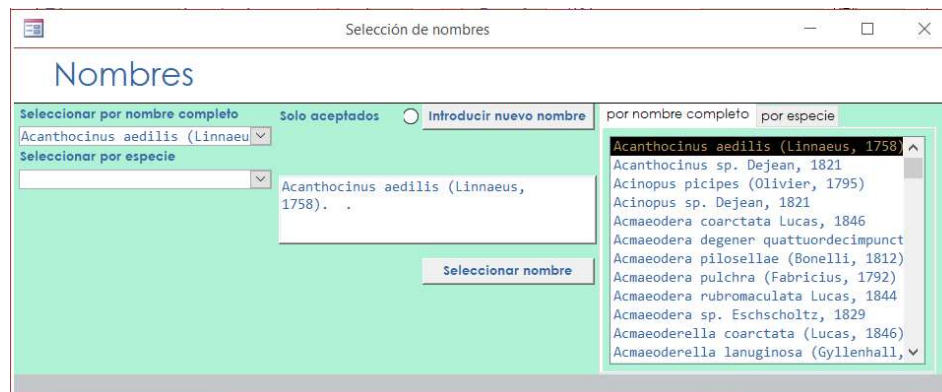 Selección de nombres
Nombres
Seleccionar por nombre completo
Acanthocinus aedilis (Linnaeu
Seleccionar por especie
Solo aceptados
Introducir nuevo nombre
Acanthocinus aedilis (Linnaeus,
1758).  .
Seleccionar nombre
por nombre completo por especie
Acanthocinus aedilis (Linnaeus, 1758)
Acanthocinus sp. Dejean, 1821
Acinopus picipes (Olivier, 1795)
Acinopus sp. Dejean, 1821
Acmaeodera coarctata Lucas, 1846
Acmaeodera degener quattuordecimpunct
Acmaeodera pilosellae (Bonelli, 1812)
Acmaeodera pulchra (Fabricius, 1792)
Acmaeodera rubromaculata Lucas, 1844
Acmaeodera sp. Eschscholtz, 1829
Acmaeoderella coarctata (Lucas, 1846)
Acmaeoderella lanuginosa (Gyllenhall,